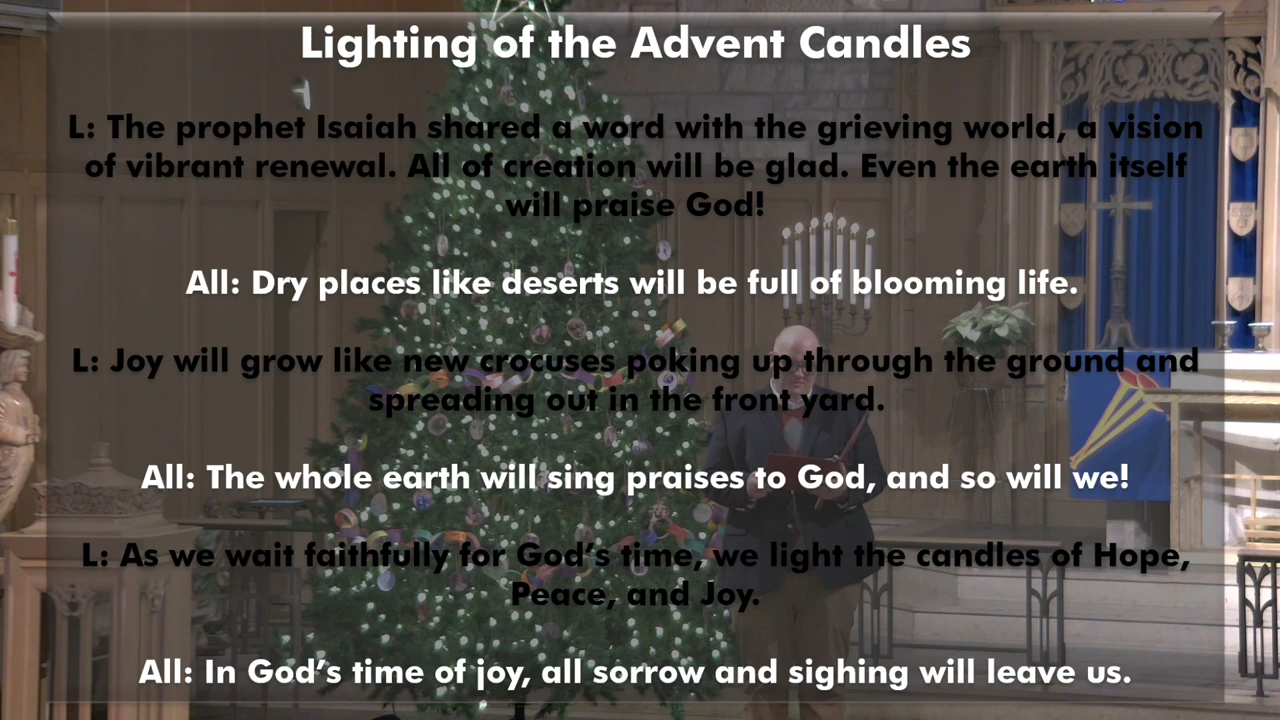 Lighting of the Advent Candles
L: The prophet Isaiah shared a word with the grieving world, a vision
of vibrant renewal. All of creation will be glad. Even the earth itself
will praise God!
All: Dry places like deserts will be full of blooming life.
L: Joy will grow like new crocuses poking up through the ground and
spreading out in the front yard.
All: The whole earth will sing praises to God, and so will we!
L: As we wait faithfully for God’s time, we light the candles of Hope,
Peace, and Joy.
All: In God’s time of joy, all sorrow and sighing will leave us.